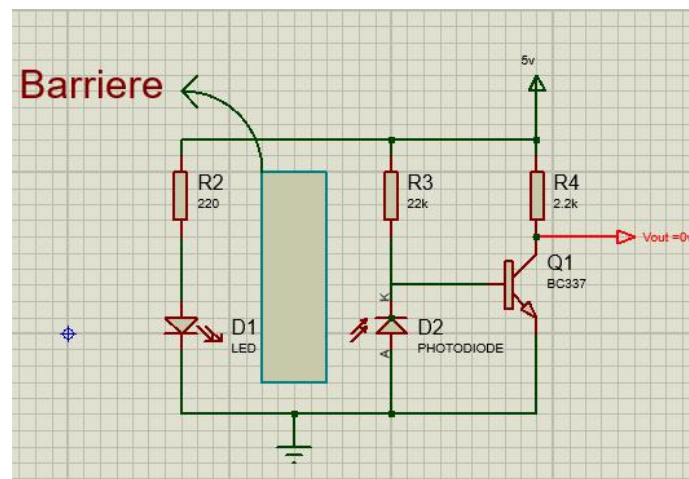 Barriere
5v
R2
220
R3
22k
R4
2.2k
Vout =0v
Q1
BC337
K
D1
LED
D2
PHOTODIODE
A